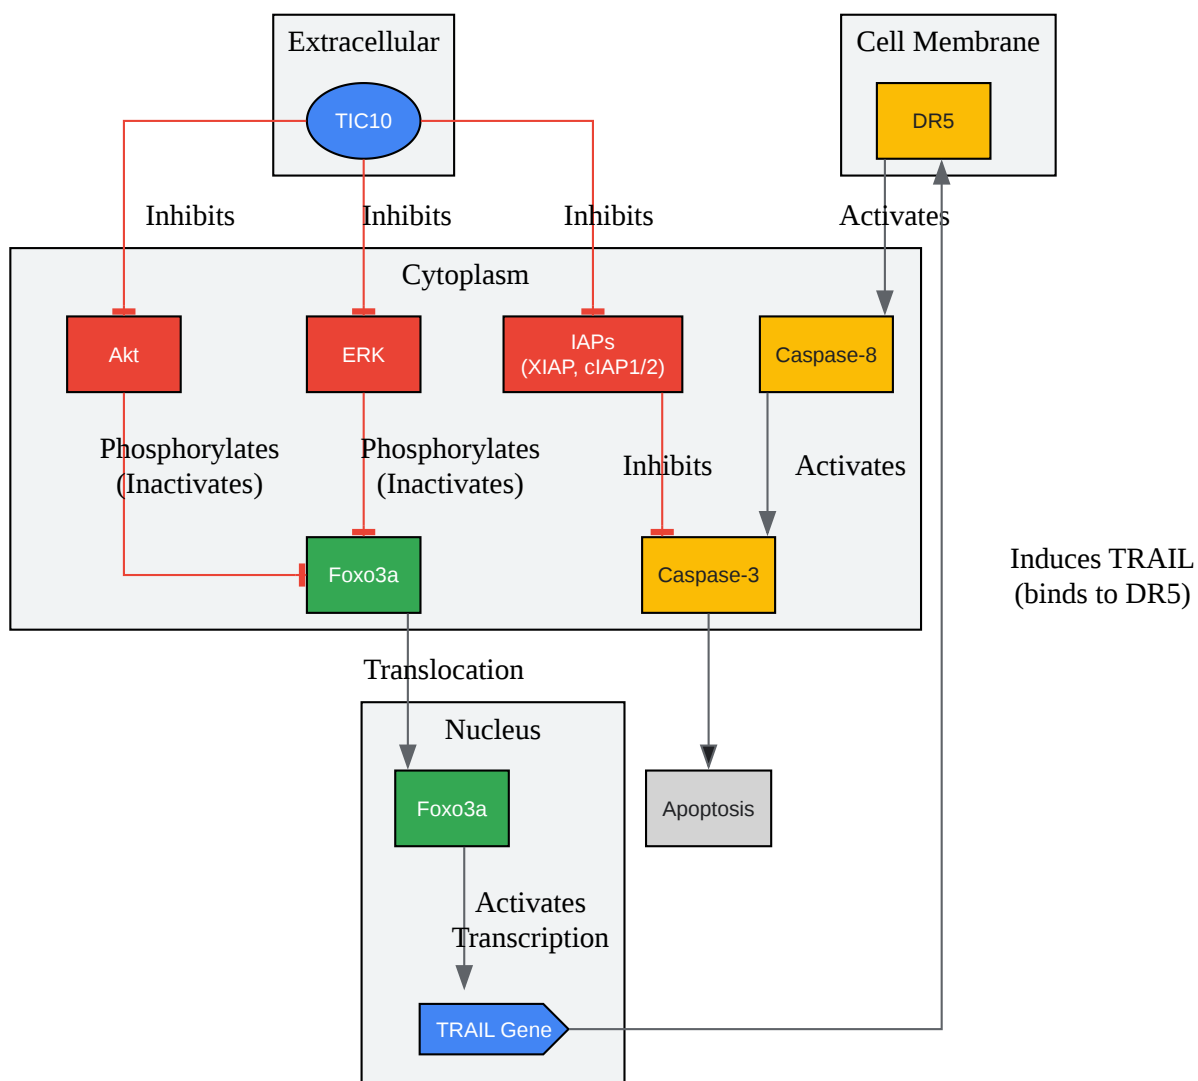 Extracellular
Cell Membrane
TIC10
DR5
Inhibits
Inhibits
Inhibits
Activates
Cytoplasm
Akt
ERK
IAPs
(XIAP, cIAP1/2)
Caspase-8
Phosphorylates
(Inactivates)
Phosphorylates
(Inactivates)
Inhibits
Activates
Foxo3a
Caspase-3
Induces TRAIL
(binds to DR5)
Translocation
Nucleus
Foxo3a
Apoptosis
Activates
Transcription
TRAIL Gene